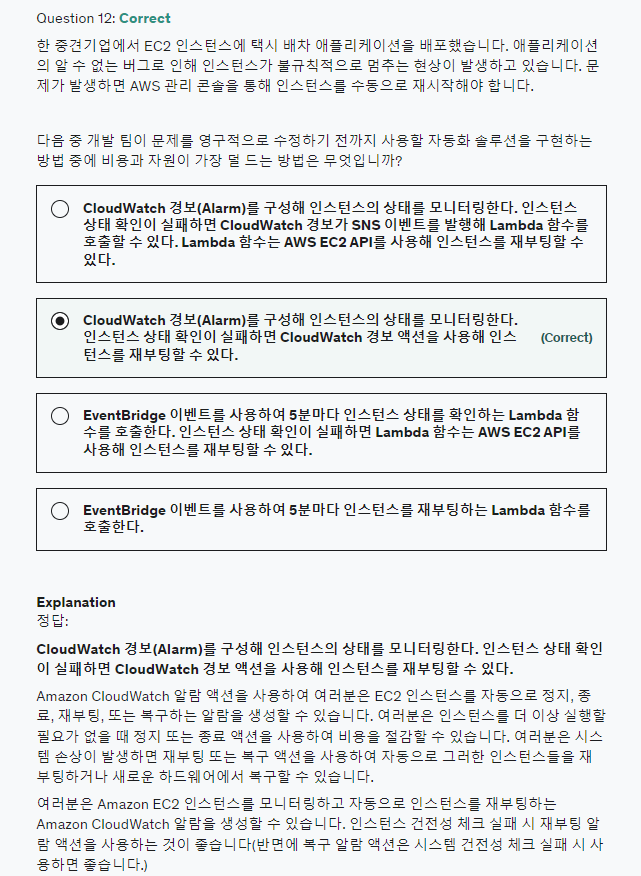 Question 12: Correct
한 중견기업에서 EC2 인스턴스에 택시 배차 애플리케이션을 배포했습니다. 애플리케이션
의 알 수 없는 버그로 인해 인스턴스가 불규칙적으로 멈추는 현상이 발생하고 있습니다. 문
제가 발생하면 AWS 관리 콘솔을 통해 인스턴스를 수동으로 재시작해야 합니다.
다음 중 개발 팀이 문제를 영구적으로 수정하기 전까지 사용할 자동화 솔루션을 구현하는
방법 중에 비용과 자원이 가장 덜 드는 방법은 무엇입니까?
CloudWatch 경보(Alarm)를 구성해 인스턴스의 상태를 모니터링한다. 인스턴스
상태 확인이 실패하면 CloudWatch 경보가 SNS 이벤트를 발행해 Lambda 함수를
호출할 수 있다. Lambda 함수는 AWS EC2 API를 사용해 인스턴스를 재부팅할 수
있다.
CloudWatch 경보(Alarm)를 구성해 인스턴스의 상태를 모니터링한다.
인스턴스 상태 확인이 실패하면 CloudWatch 경보 액션을 사용해 인스
턴스를 재부팅할 수 있다.
(Correct)
EventBridge 이벤트를 사용하여 5분마다 인스턴스 상태를 확인하는 Lambda 함
수를 호출한다. 인스턴스 상태 확인이 실패하면 Lambda 함수는 AWS EC2 API를
사용해 인스턴스를 재부팅할 수 있다.
EventBridge 이벤트를 사용하여 5분마다 인스턴스를 재부팅하는 Lambda 함수를
호출한다.
Explanation
정답:
CloudWatch 경보(Alarm)를 구성해 인스턴스의 상태를 모니터링한다. 인스턴스 상태 확인
이 실패하면 CloudWatch 경보 액션을 사용해 인스턴스를 재부팅할 수 있다.
Amazon CloudWatch 알람 액션을 사용하여 여러분은 EC2 인스턴스를 자동으로 정지, 종
료, 재부팅, 또는 복구하는 알람을 생성할 수 있습니다. 여러분은 인스턴스를 더 이상 실행할
필요가 없을 때 정지 또는 종료 액션을 사용하여 비용을 절감할 수 있습니다. 여러분은 시스
템 손상이 발생하면 재부팅 또는 복구 액션을 사용하여 자동으로 그러한 인스턴스들을 재
부팅하거나 새로운 하드웨어에서 복구할 수 있습니다.
여러분은 Amazon EC2 인스턴스를 모니터링하고 자동으로 인스턴스를 재부팅하는
Amazon CloudWatch 알람을 생성할 수 있습니다. 인스턴스 건전성 체크 실패 시 재부팅 알
람 액션을 사용하는 것이 좋습니다(반면에 복구 알람 액션은 시스템 건전성 체크 실패 시 사
용하면 좋습니다.)